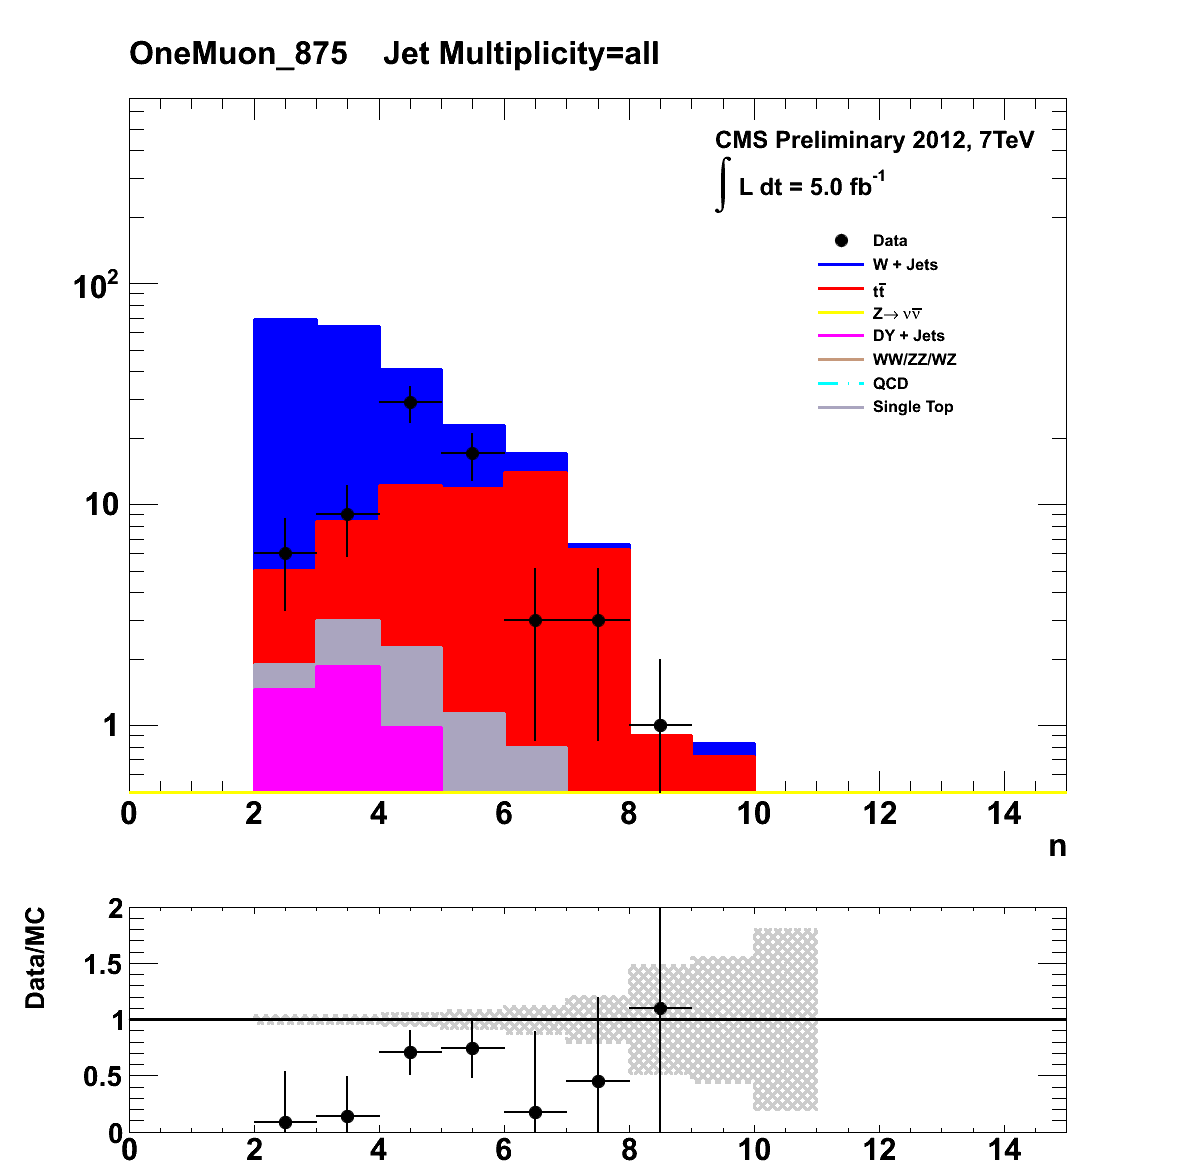 OneMuon_875 Jet Multiplicity=all
CMS Preliminary 2012, 7TeV
∫ L dt = 5.0 fb⁻¹
Data
W + Jets
tt̅
Z→ νν̅
DY + Jets
WW/ZZ/WZ
QCD
Single Top
10²
10
1
0 2 4 6 8 10 12 14
n
Data/MC
2
1.5
1
0.5
0
0 2 4 6 8 10 12 14